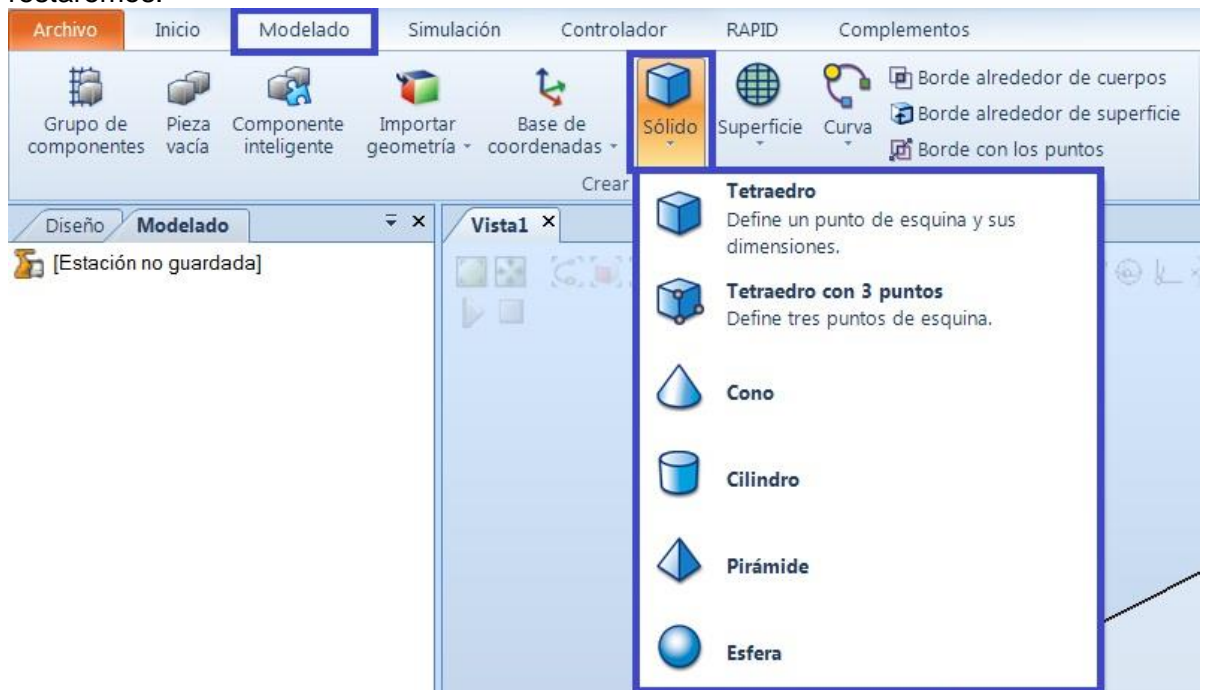 Archivo Inicio Modelado Simulación Controlador RAPID Complementos
Grupo de componentes
Pieza vacía
Componente inteligente
Importar geometría
Base de coordenadas
Sólido
Superficie
Curva
Borde alrededor de cuerpos
Borde alrededor de superficie
Borde con los puntos
Crear
Diseño Modelado
[Estación no guardada]
Vista1
Tetraedro
Define un punto de esquina y sus
dimensiones.
Tetraedro con 3 puntos
Define tres puntos de esquina.
Cono
Cilindro
Pirámide
Esfera